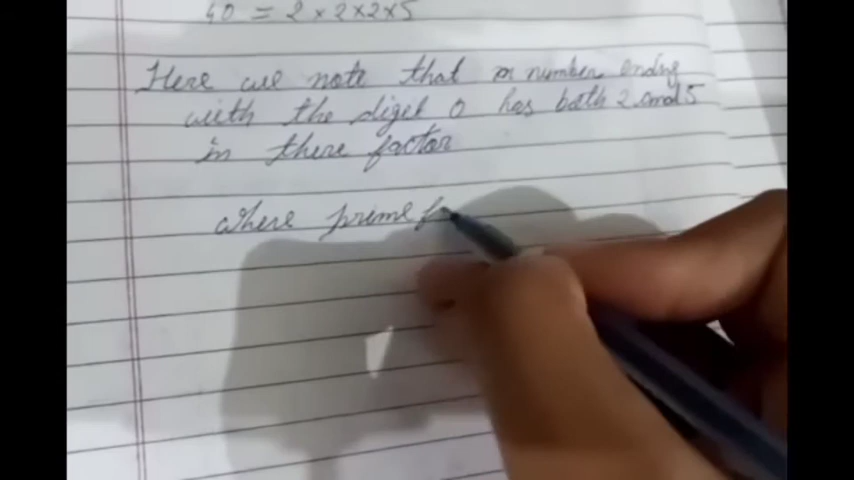 40 = 2 × 2 × 2 × 5
Here we note that a number ending
with the digit 0 has both 2 and 5
in there factor
where prime f